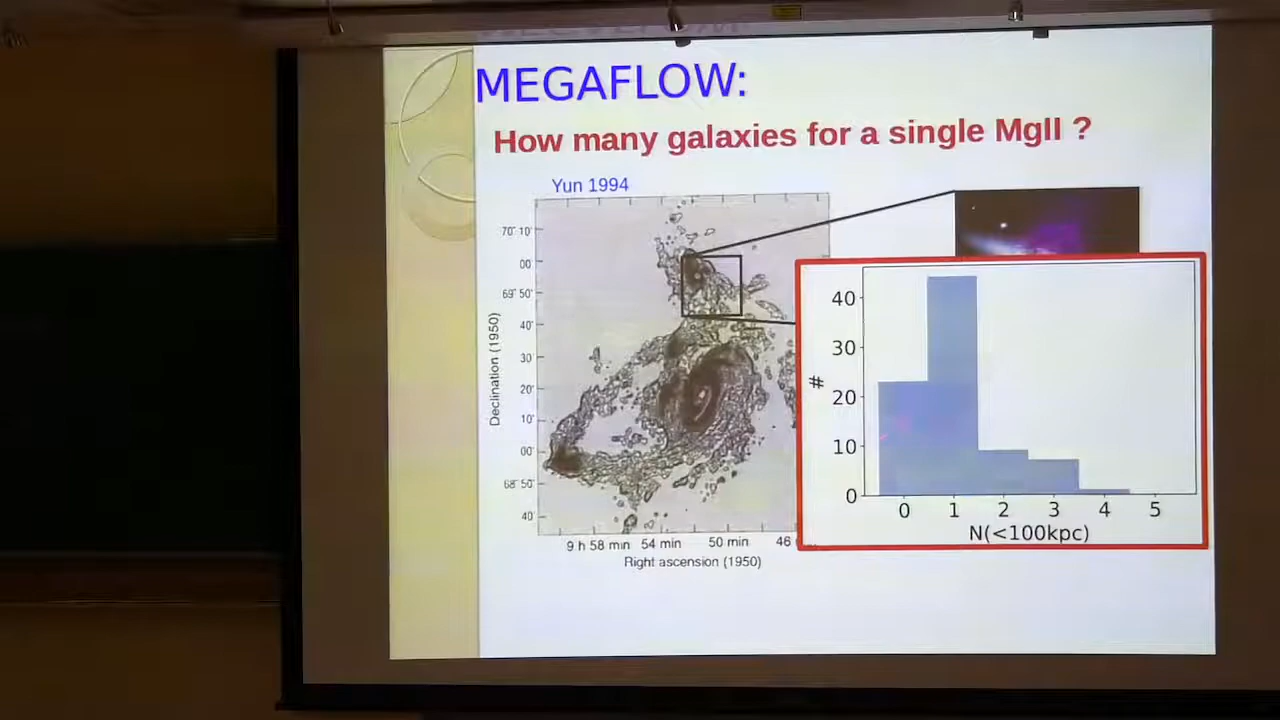 MEGAFLOW:
How many galaxies for a single MgII ?
Yun 1994
70° 10'
00'
69° 50'
40'
30'
20'
10'
00'
68° 50'
40'
Declination (1950)
9 h 58 min 54 min 50 min 46
Right ascension (1950)
40
30
20
10
0
#
0 1 2 3 4 5
N(<100kpc)